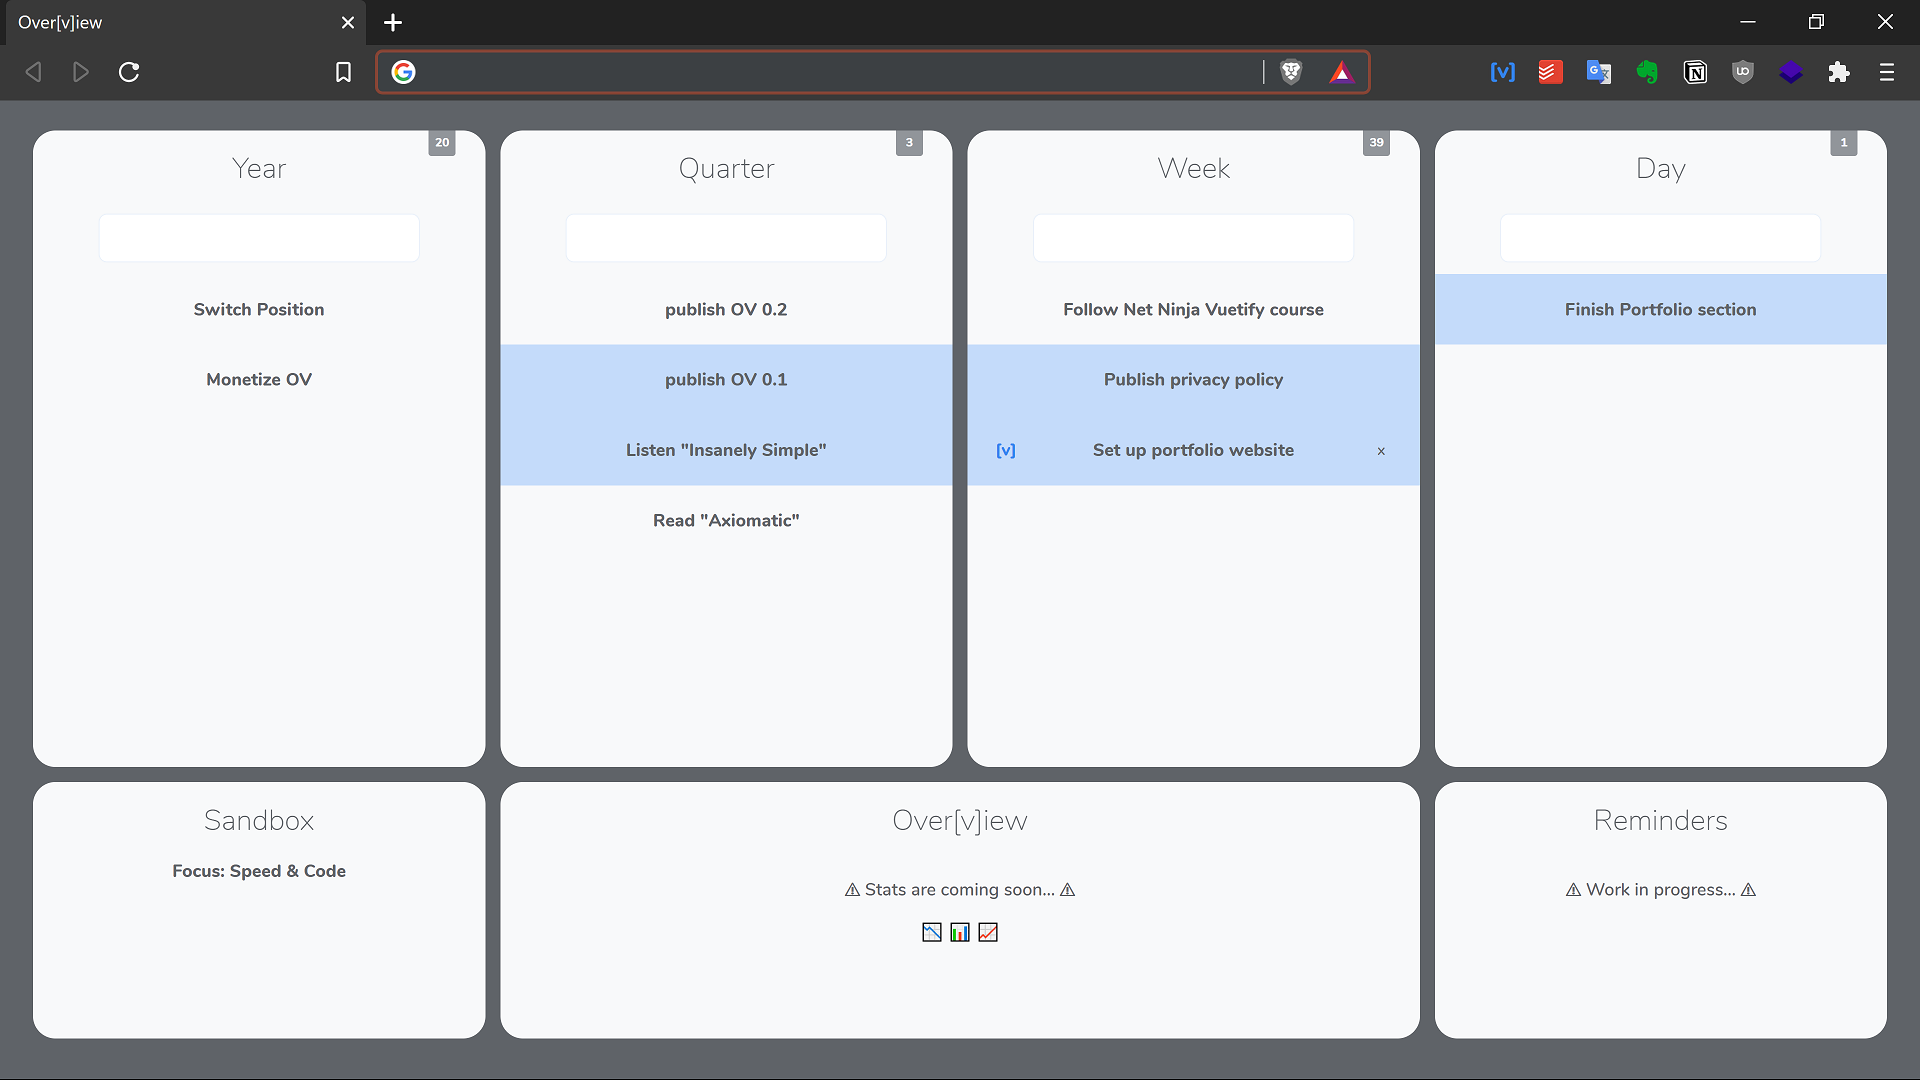 Over[v]iew
[v]
20
Year
Switch Position
Monetize OV
3
Quarter
publish OV 0.2
publish OV 0.1
Listen "Insanely Simple"
Read "Axiomatic"
39
Week
Follow Net Ninja Vuetify course
Publish privacy policy
[v] Set up portfolio website x
1
Day
Finish Portfolio section
Sandbox
Focus: Speed & Code
Over[v]iew
⚠ Stats are coming soon... ⚠
Reminders
⚠ Work in progress... ⚠